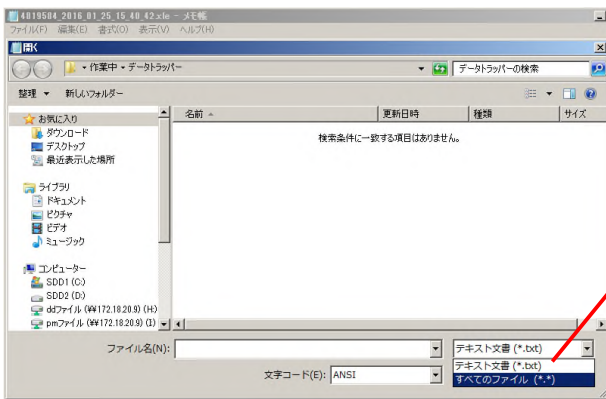 4819584_2016_01_25_15_40_42.xle - メモ帳
ファイル(F) 編集(E) 書式(O) 表示(V) ヘルプ(H)
開く
作業中 データトラッパー
データトラッパーの検索
整理 新しいフォルダー
お気に入り
ダウンロード
デスクトップ
最近表示した場所
ライブラリ
ドキュメント
ピクチャ
ビデオ
ミュージック
コンピューター
SDD1 (C:)
SDD2 (D:)
ddファイル (¥¥172.18.20.9) (H:)
pmファイル (¥¥172.18.20.9) (I:)
名前 更新日時 種類 サイズ
検索条件に一致する項目はありません。
ファイル名(N):
テキスト文書 (*.txt)
テキスト文書 (*.txt)
すべてのファイル (*.*)
文字コード(E): ANSI